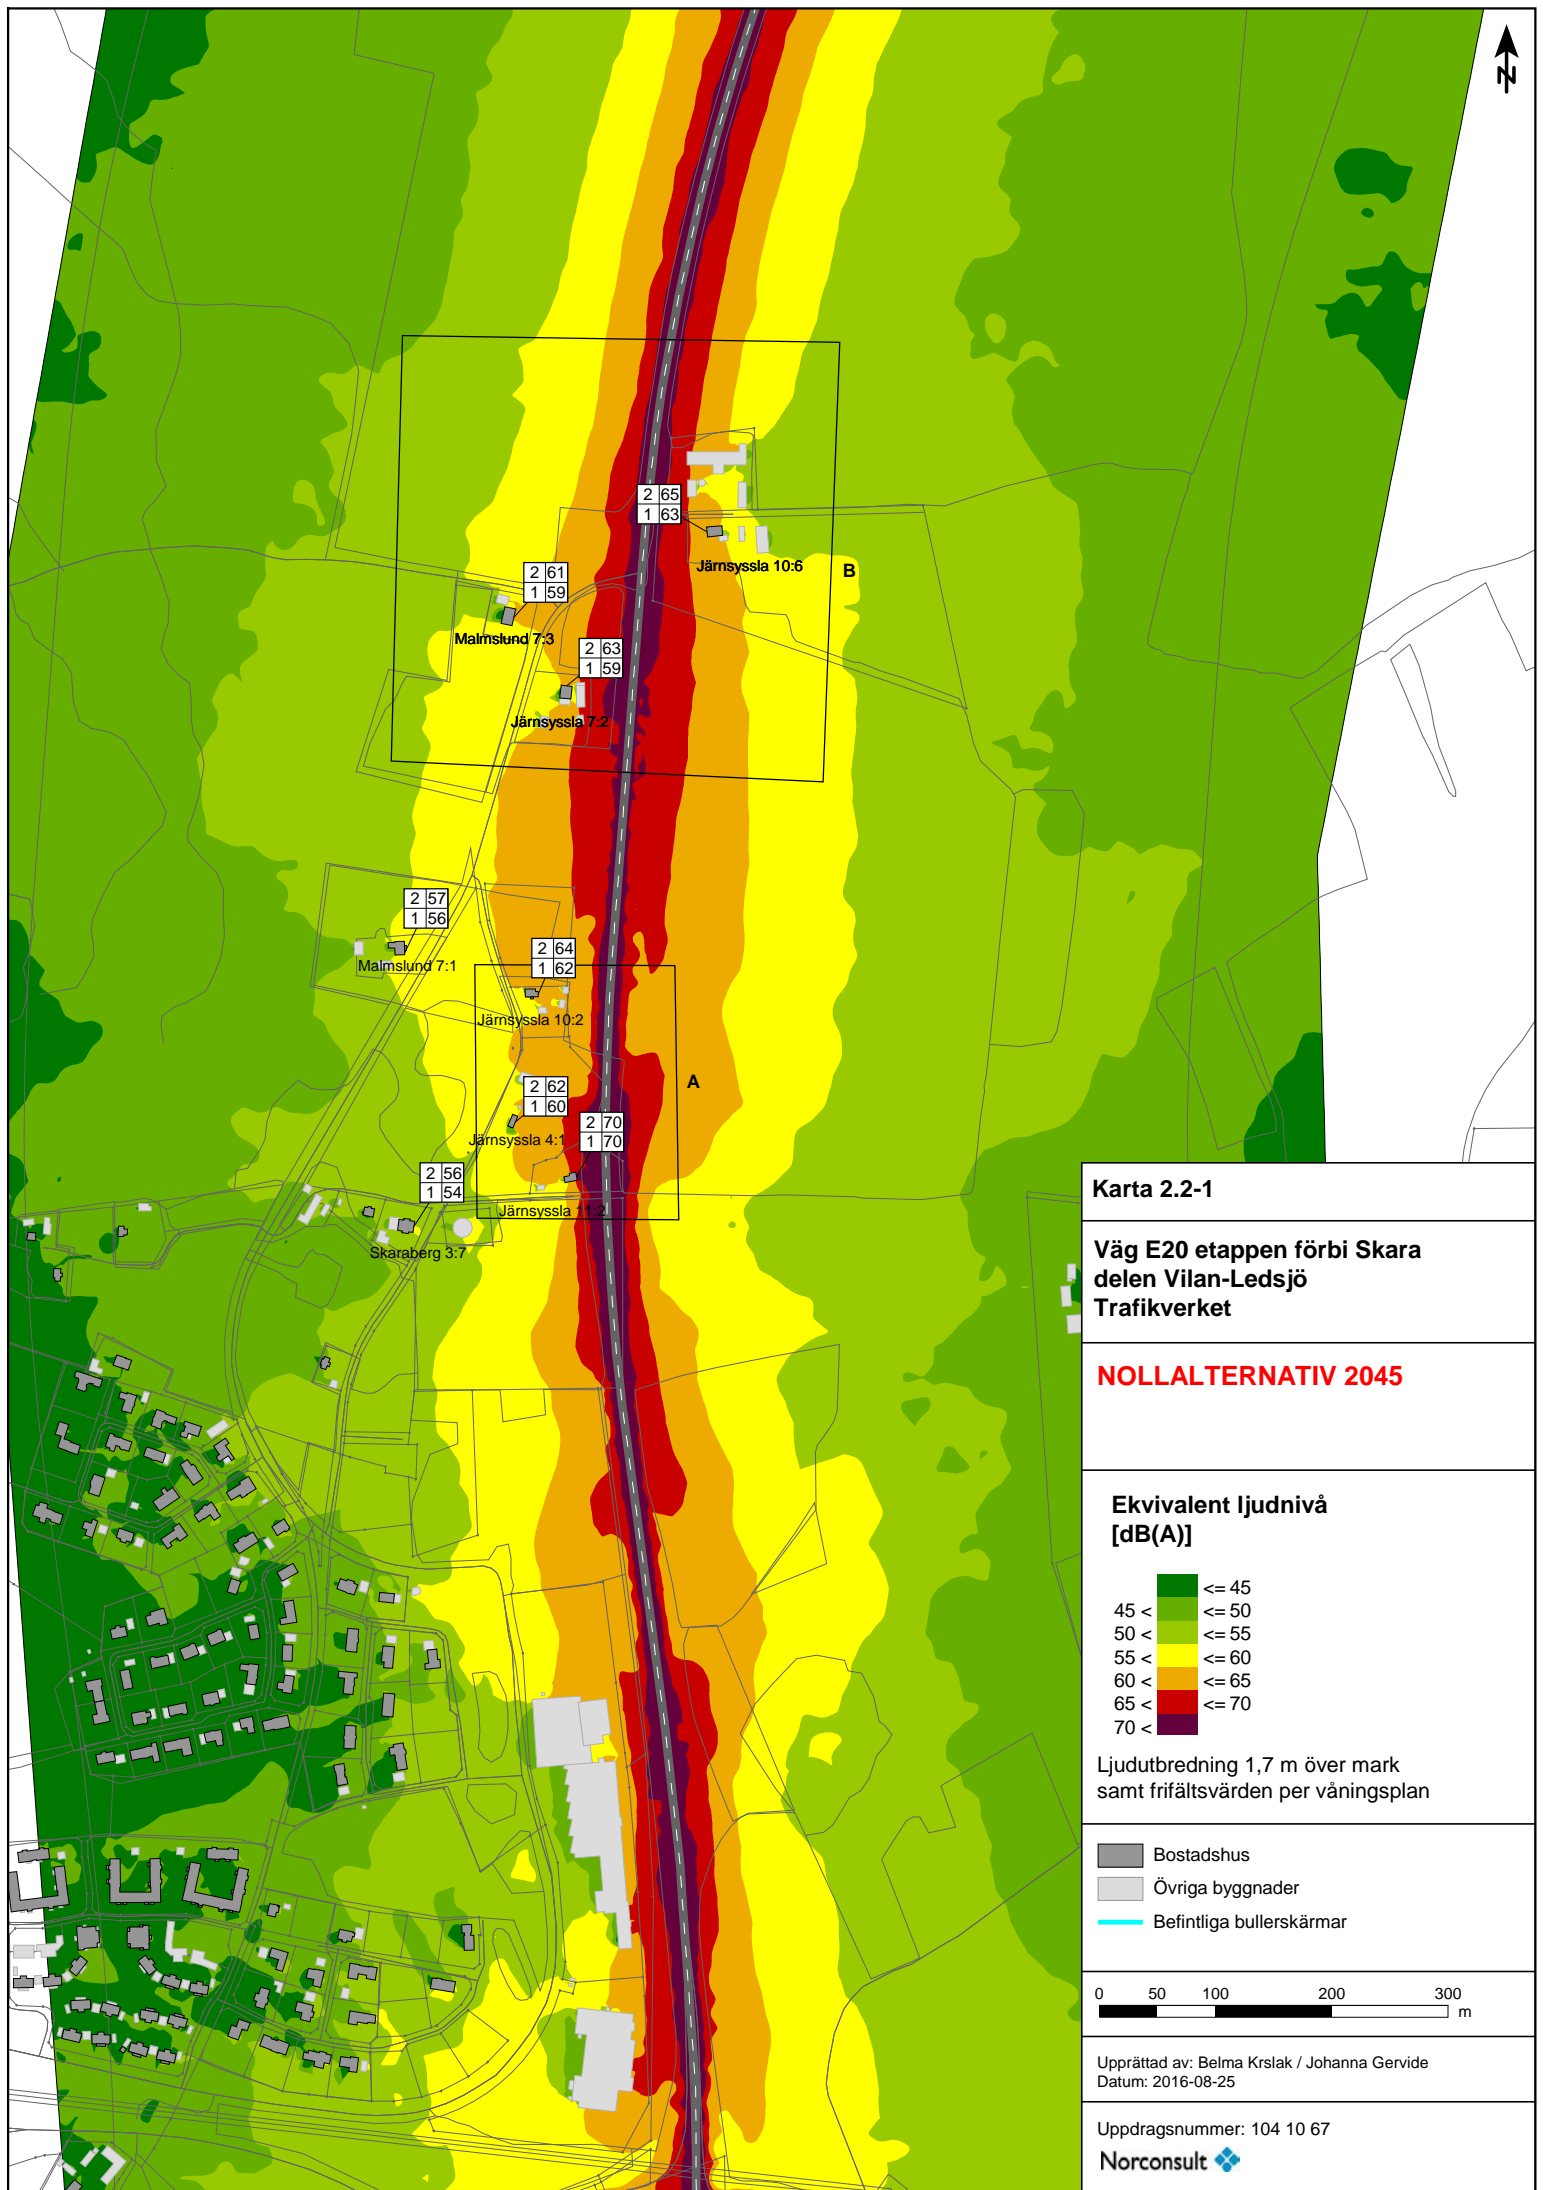 N
2 65
1 63
Järnsyssla 10:6
B
2 61
1 59
Malmslund 7:3
2 63
1 59
Järnsyssla 7:2
2 57
1 56
Malmslund 7:1
2 64
1 62
Järnsyssla 10:2
A
2 62
1 60
Järnsyssla 4:1
2 70
1 70
Järnsyssla 11:2
2 56
1 54
Skaraberg 3:7
Karta 2.2-1
Väg E20 etappen förbi Skara
delen Vilan-Ledsjö
Trafikverket
NOLLALTERNATIV 2045
Ekvivalent ljudnivå
[dB(A)]
<= 45
45 < <= 50
50 < <= 55
55 < <= 60
60 < <= 65
65 < <= 70
70 <
Ljudutbredning 1,7 m över mark
samt frifältsvärden per våningsplan
Bostadshus
Övriga byggnader
Befintliga bullerskärmar
0 50 100 200 300
m
Upprättad av: Belma Krslak / Johanna Gervide
Datum: 2016-08-25
Uppdragsnummer: 104 10 67
Norconsult